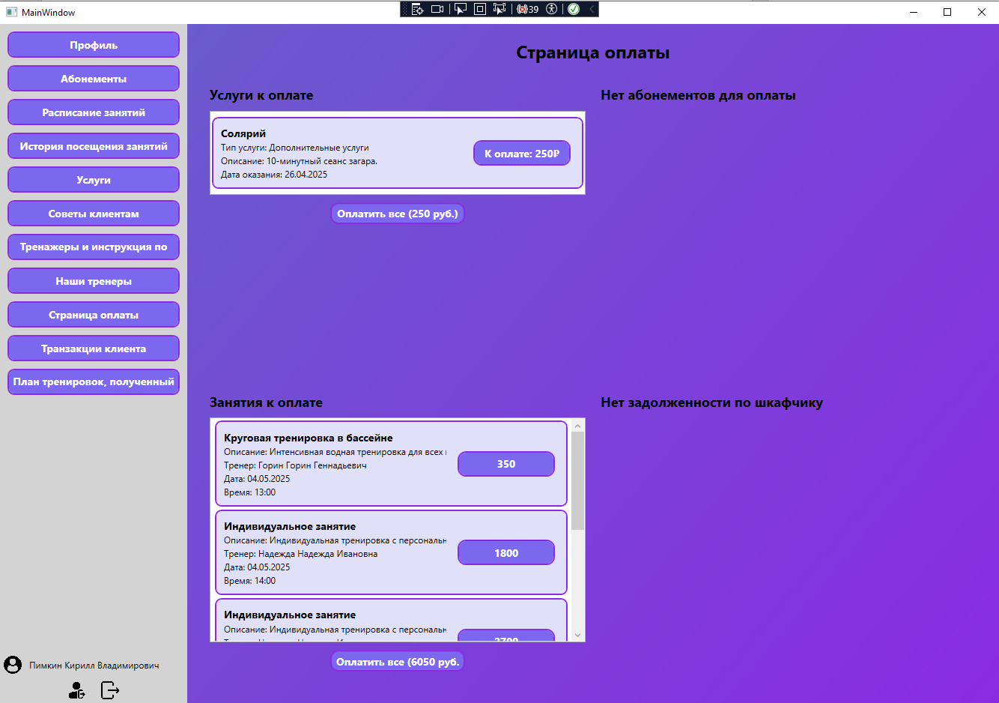 MainWindow
39
Профиль
Абонементы
Расписание занятий
История посещения занятий
Услуги
Советы клиентам
Тренажеры и инструкция по
Наши тренеры
Страница оплаты
Транзакции клиента
План тренировок, полученный
Пимкин Кирилл Владимирович
Страница оплаты
Услуги к оплате
Солярий
Тип услуги: Дополнительные услуги
Описание: 10-минутный сеанс загара.
Дата оказания: 26.04.2025
К оплате: 250₽
Оплатить все (250 руб.)
Нет абонементов для оплаты
Занятия к оплате
Круговая тренировка в бассейне
Описание: Интенсивная водная тренировка для всех
Тренер: Горин Горин Геннадьевич
Дата: 04.05.2025
Время: 13:00
350
Индивидуальное занятие
Описание: Индивидуальная тренировка с персональн
Тренер: Надежда Надежда Ивановна
Дата: 04.05.2025
Время: 14:00
1800
Индивидуальное занятие
Описание: Индивидуальная тренировка с персональн
Оплатить все (6050 руб.
Нет задолженности по шкафчику